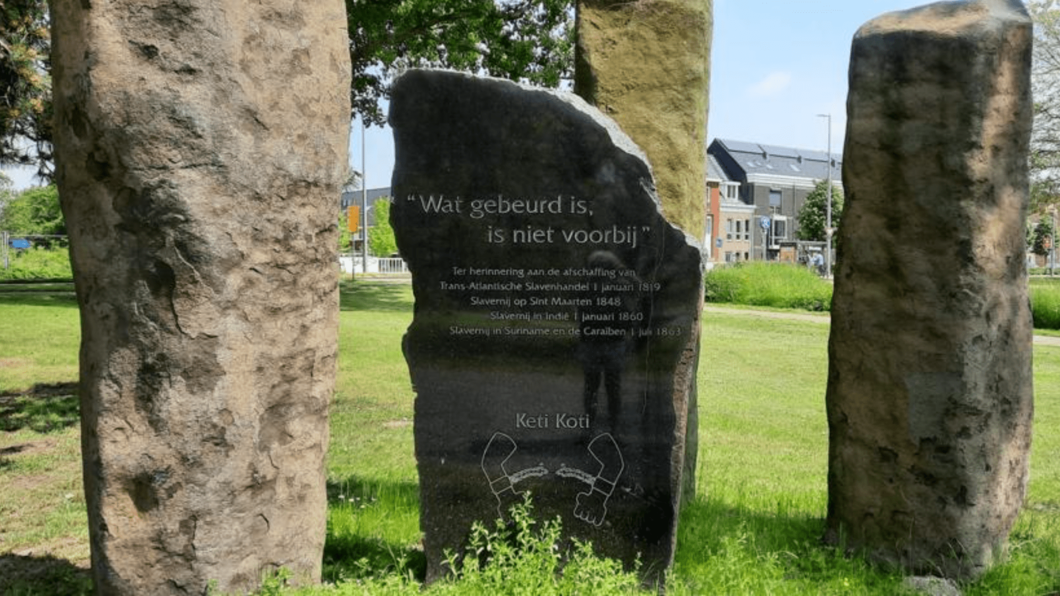 “Wat gebeurd is,
is niet voorbij”
Ter herinnering aan de afschaffing van
Trans-Atlantische Slavenhandel 1 januari 1819
Slavernij op Sint Maarten 1848
Slavernij in Indië 1 januari 1860
Slavernij in Suriname en de Caraïben 1 juli 1863
Keti Koti